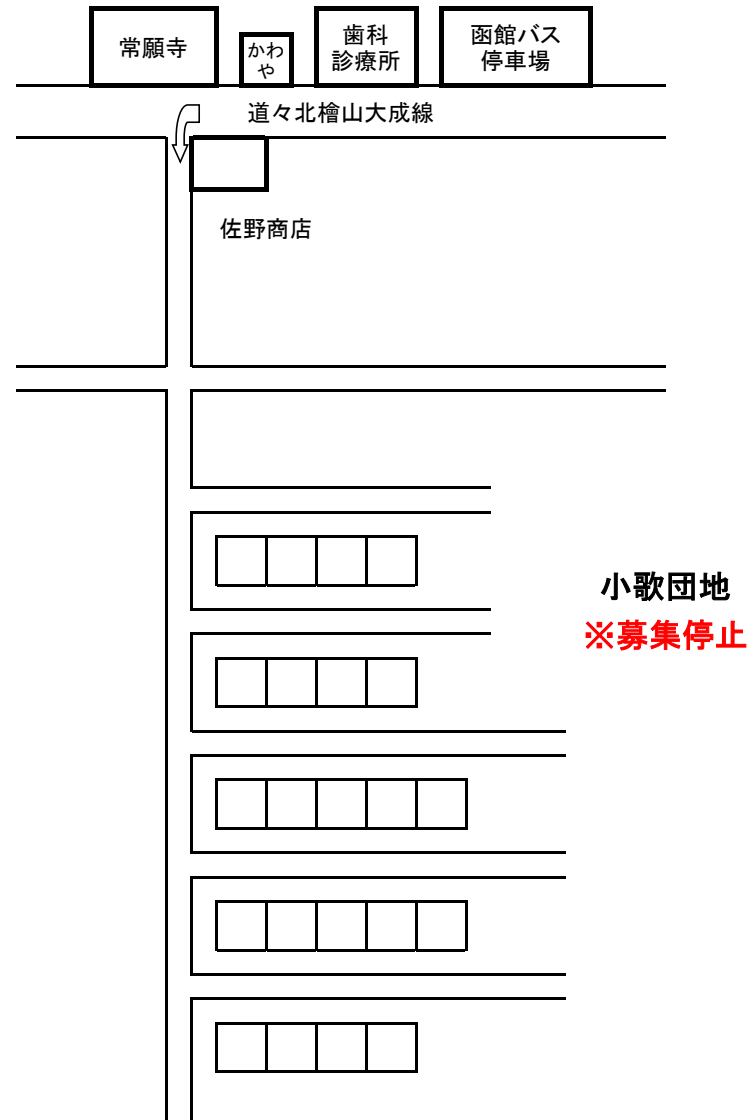 常願寺
かわ
や
歯科
診療所
函館バス
停車場
道々北檜山大成線
佐野商店
小歌団地
※募集停止